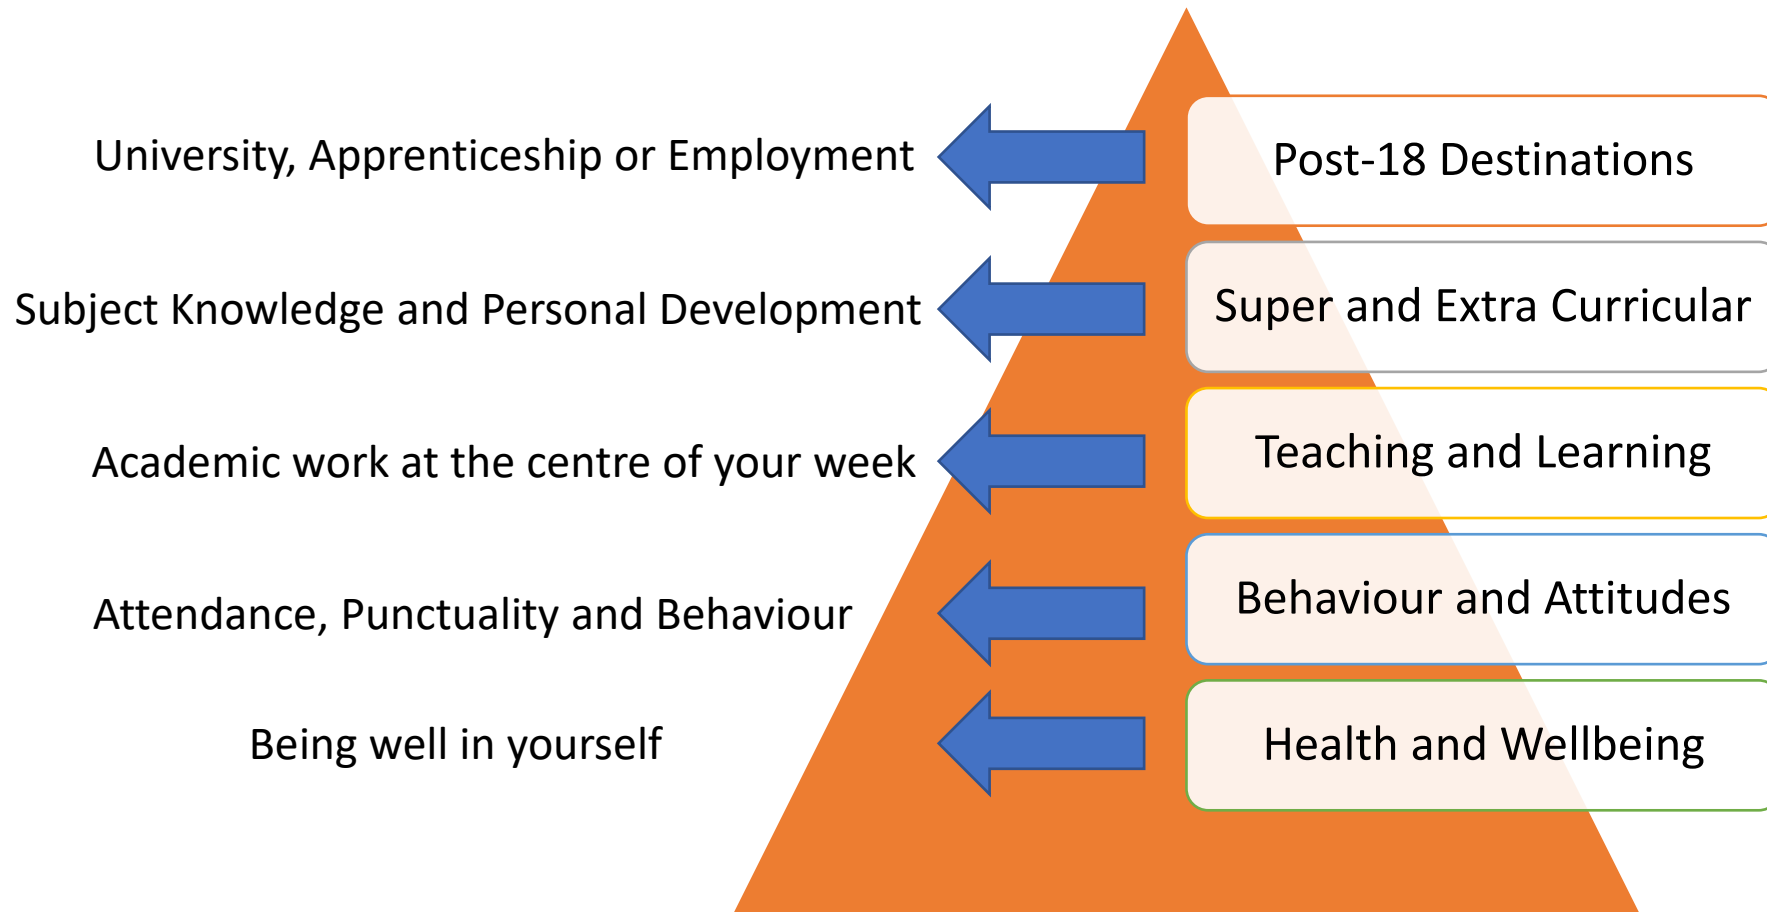 University, Apprenticeship or Employment
Post-18 Destinations
Subject Knowledge and Personal Development
Super and Extra Curricular
Academic work at the centre of your week
Teaching and Learning
Attendance, Punctuality and Behaviour
Behaviour and Attitudes
Being well in yourself
Health and Wellbeing